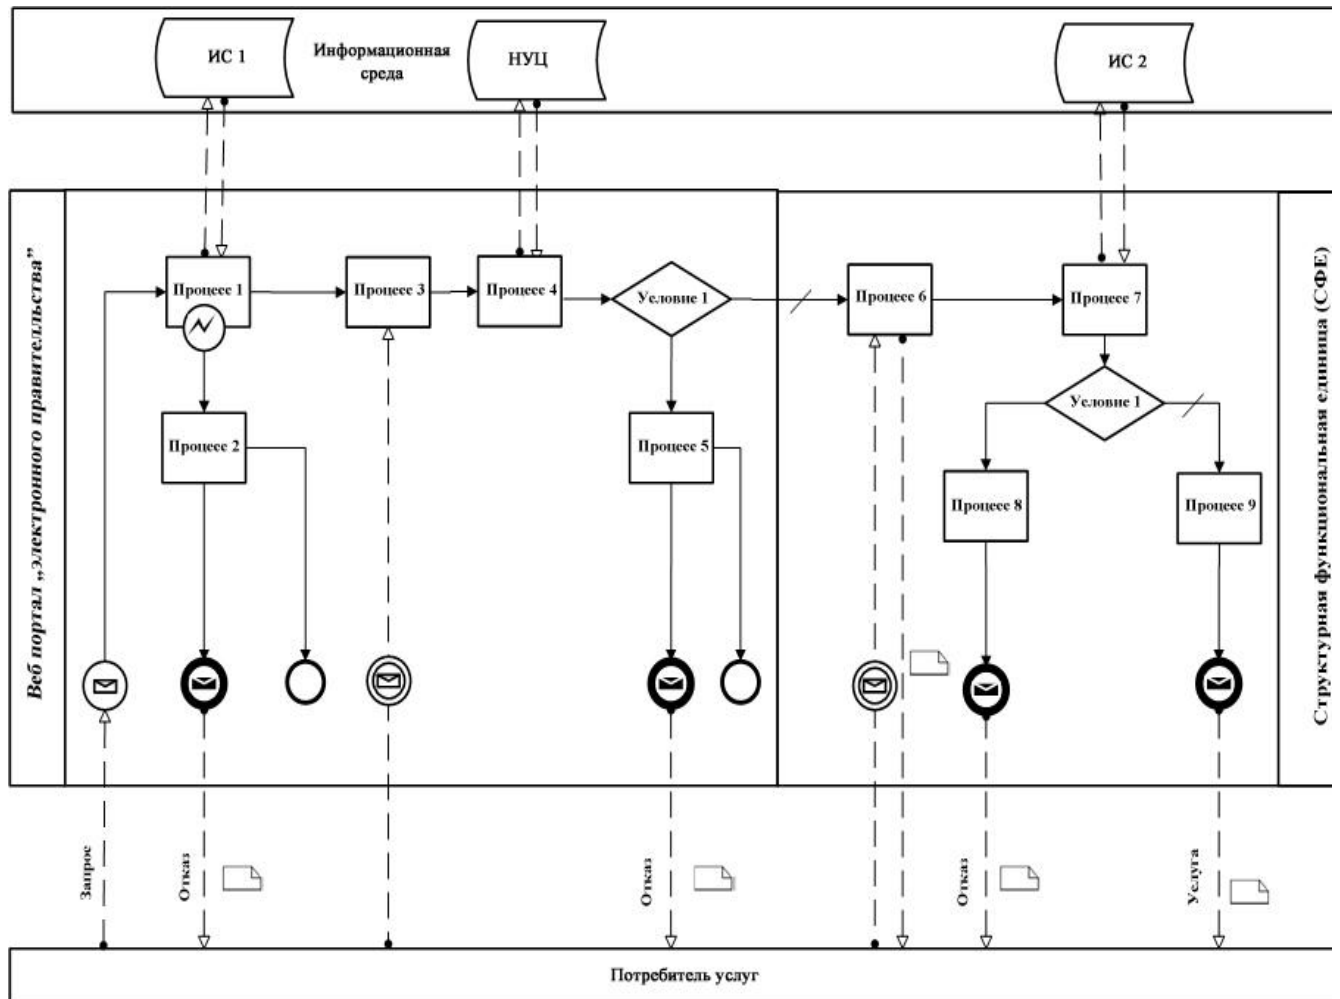 ИС 1
Информационная
среда
НУЦ
ИС 2
Веб портал „электронного правителльства”
Процесс 1
Процесс 3
Процесс 4
Условие 1
Процесс 6
Процесс 7
Процесс 2
Процесс 5
Условие 1
Процесс 8
Процесс 9
Структурная функциональная единица (СФЕ)
Запрос
Отказ
Отказ
Отказ
Услуга
Потребитель услуг